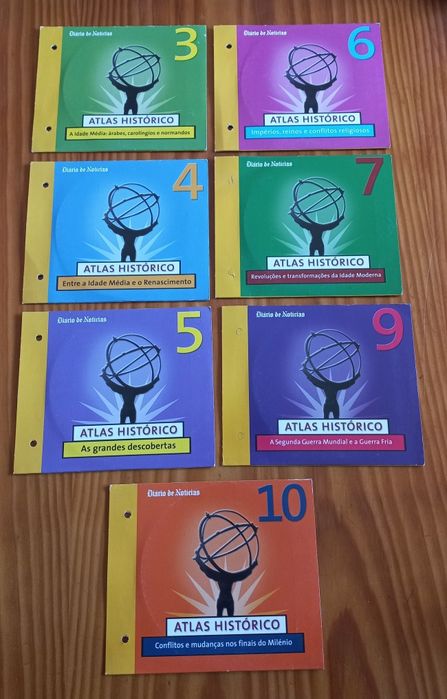 Diário de Notícias
3
ATLAS HISTÓRICO
A Idade Média: árabes, carolíngios e normandos
6
ATLAS HISTÓRICO
Impérios, reinos e conflitos religiosos
Diário de Notícias
4
ATLAS HISTÓRICO
Entre a Idade Média e o Renascimento
Diário de Notícias
7
ATLAS HISTÓRICO
Revoluções e transformações da Idade Moderna
Diário de Notícias
5
ATLAS HISTÓRICO
As grandes descobertas
Diário de Notícias
9
ATLAS HISTÓRICO
A Segunda Guerra Mundial e a Guerra Fria
Diário de Notícias
10
ATLAS HISTÓRICO
Conflitos e mudanças nos finais do Milénio